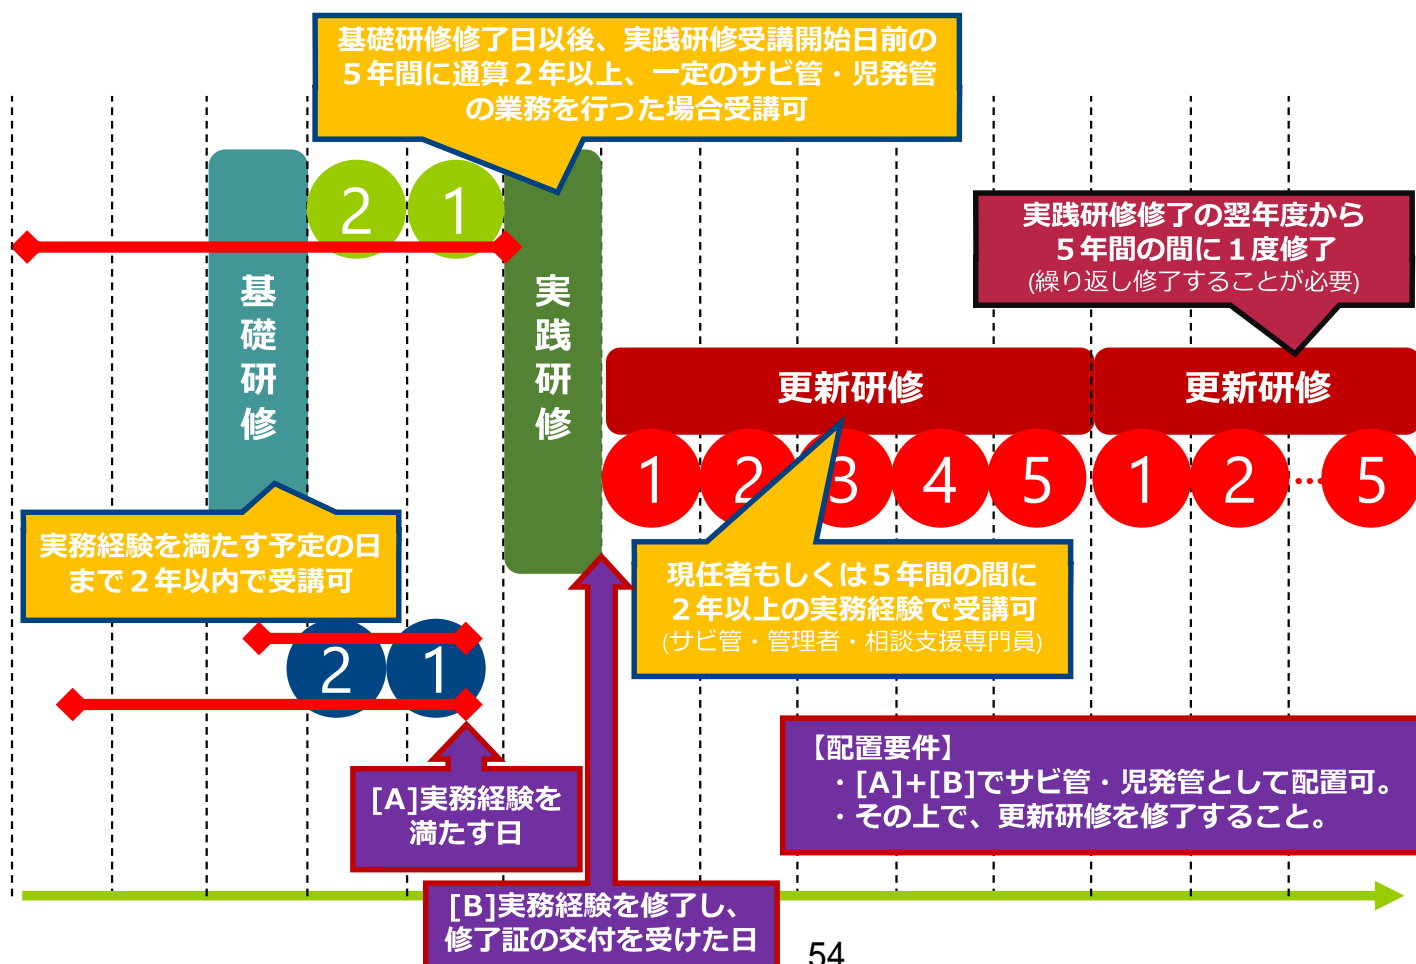 基礎研修修了日以後、実践研修受講開始日前の
５年間に通算２年以上、一定のサビ管・児発管
の業務を行った場合受講可
2
1
基
礎
研
修
実
践
研
修
実践研修修了の翌年度から
５年間の間に１度修了
(繰り返し修了することが必要)
更新研修
更新研修
1
2
3
4
5
1
2
…
5
実務経験を満たす予定の日
まで２年以内で受講可
現任者もしくは５年間の間に
２年以上の実務経験で受講可
(サビ管・管理者・相談支援専門員)
2
1
[A]実務経験を
満たす日
【配置要件】
・[A]+[B]でサビ管・児発管として配置可。
・その上で、更新研修を修了すること。
[B]実務経験を修了し、
修了証の交付を受けた日
54